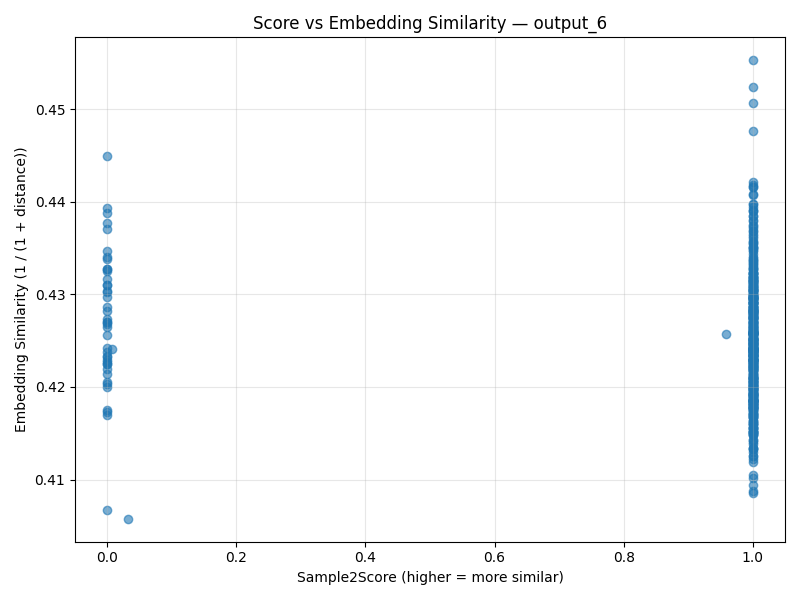 Score vs Embedding Similarity — output_6
Embedding Similarity (1 / (1 + distance))
0.45
0.44
0.43
0.42
0.41
0.0 0.2 0.4 0.6 0.8 1.0
Sample2Score (higher = more similar)